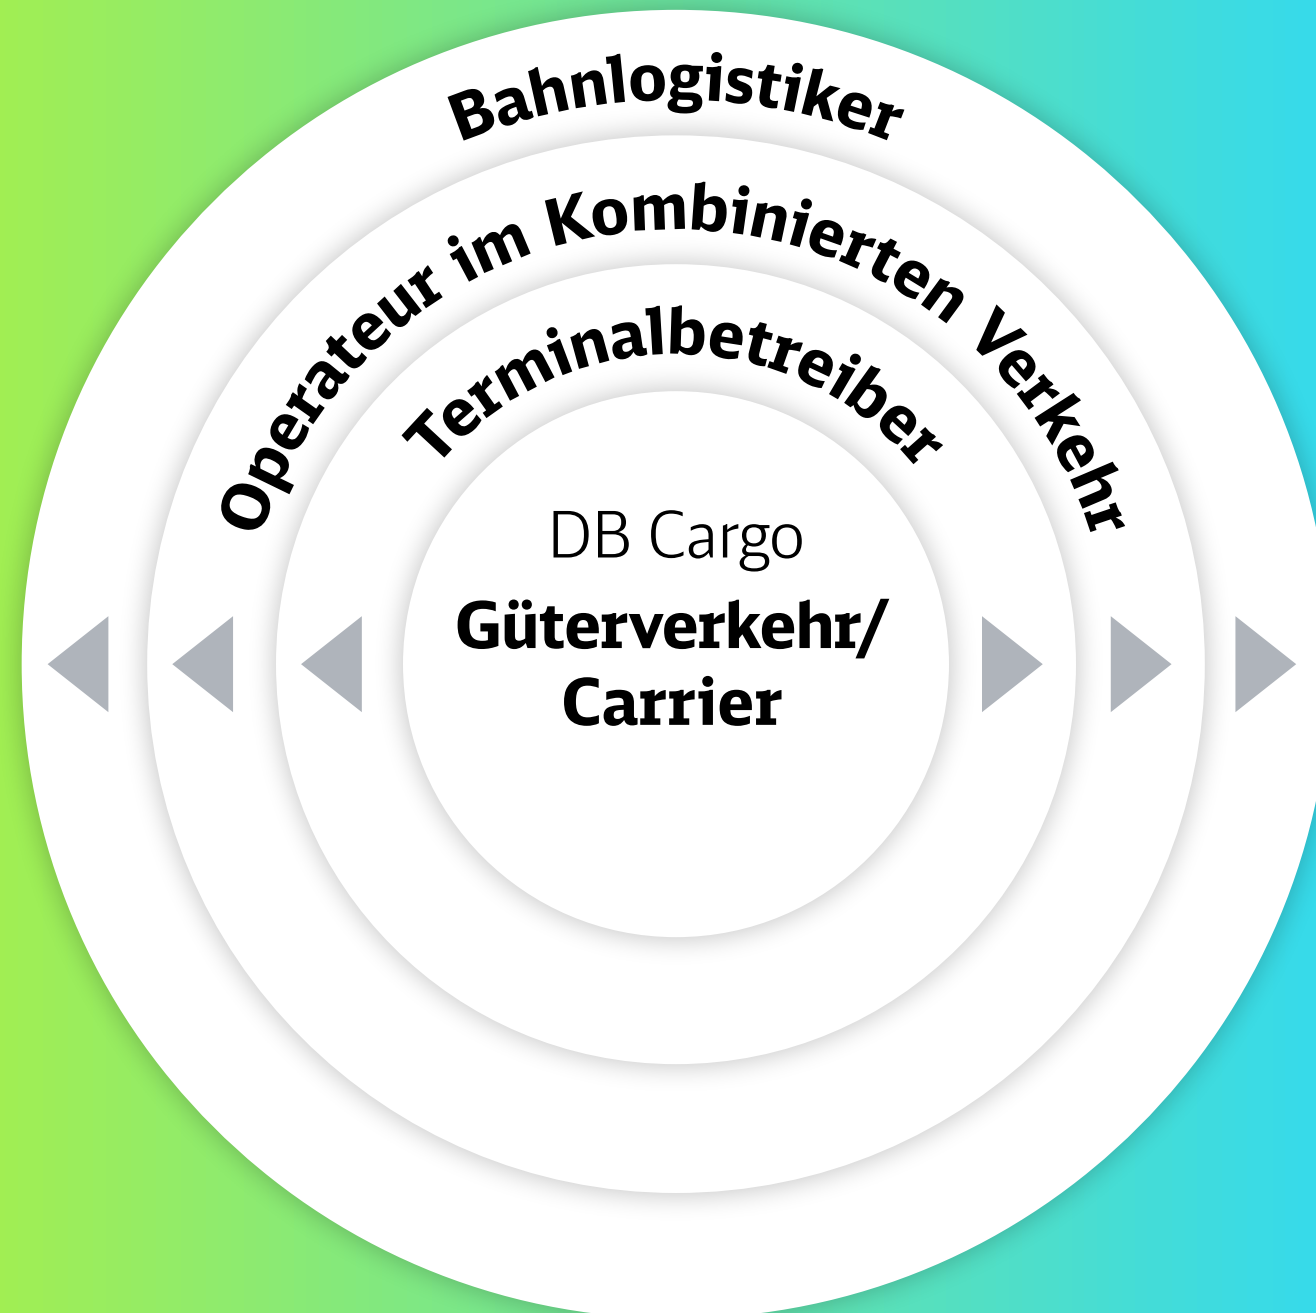 Bahnlogistiker
Operateur im Kombinierten Verkehr
Terminalbetreiber
DB Cargo
Güterverkehr/
Carrier